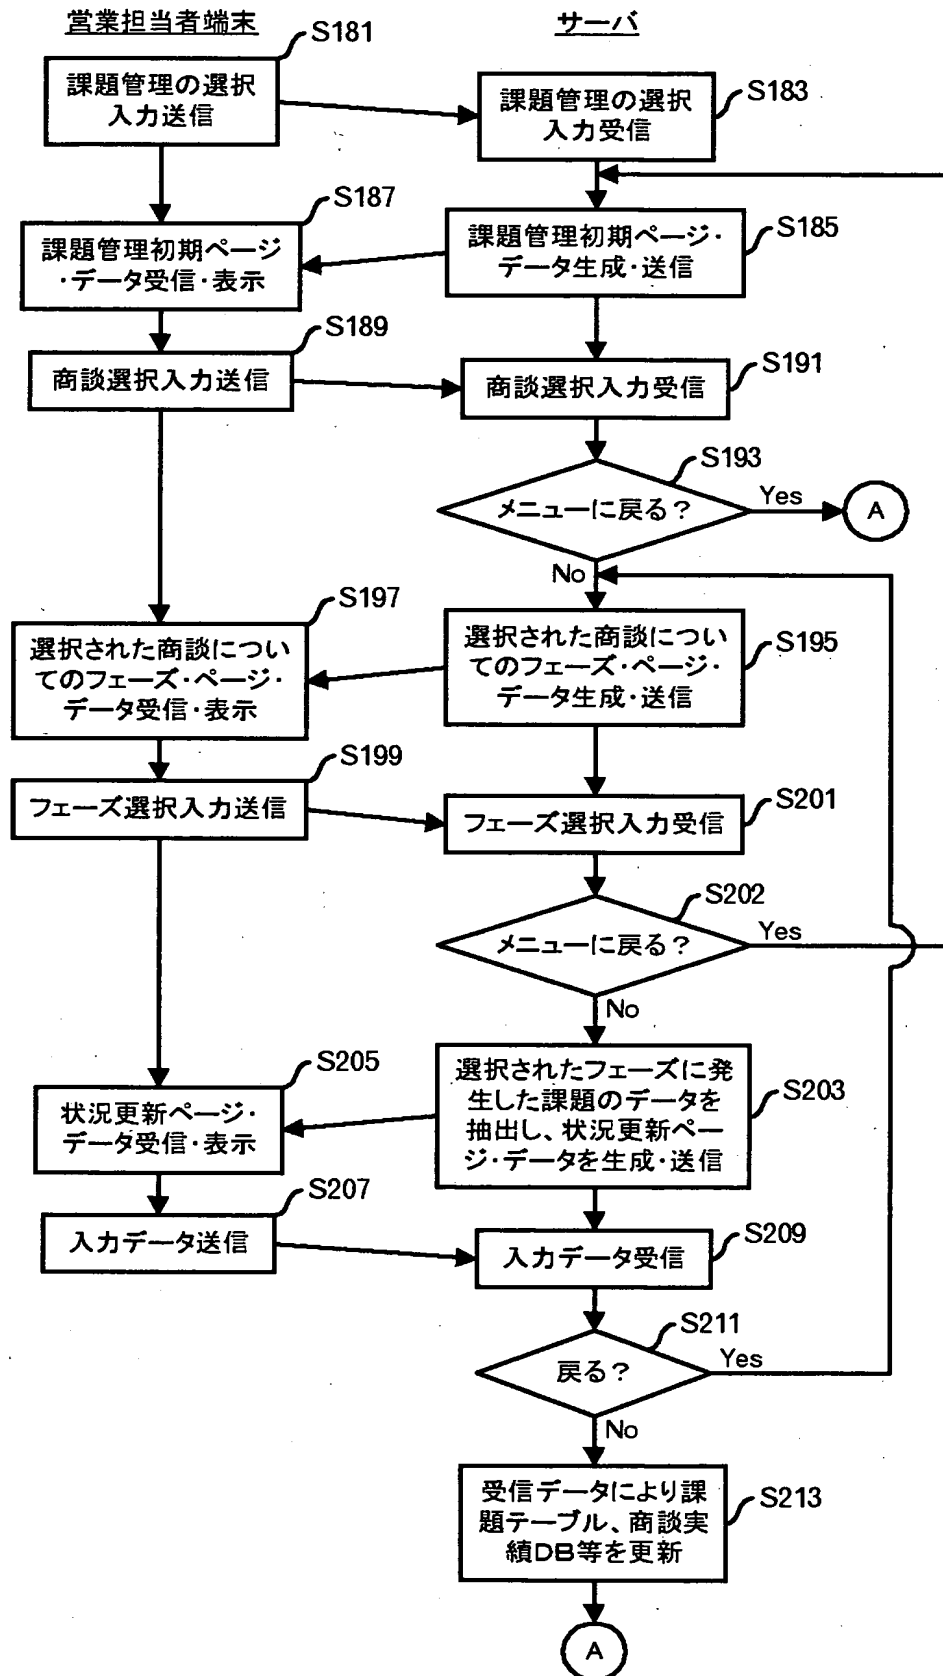 営業担当者端末
サーバ
S181
課題管理の選択
入力送信
S183
課題管理の選択
入力受信
S187
課題管理初期ページ
・データ受信・表示
S185
課題管理初期ページ・
データ生成・送信
S189
商談選択入力送信
S191
商談選択入力受信
S193
メニューに戻る?
Yes
A
No
S197
選択された商談につい
てのフェーズ・ページ・
データ受信・表示
S195
選択された商談につい
てのフェーズ・ページ・
データ生成・送信
S199
フェーズ選択入力送信
S201
フェーズ選択入力受信
S202
メニューに戻る?
Yes
No
S205
状況更新ページ・
データ受信・表示
S203
選択されたフェーズに発
生した課題のデータを
抽出し、状況更新ペー
ジ・データを生成・送信
S207
入力データ送信
S209
入力データ受信
S211
戻る?
Yes
No
S213
受信データにより課
題テーブル、商談実
績DB等を更新
A